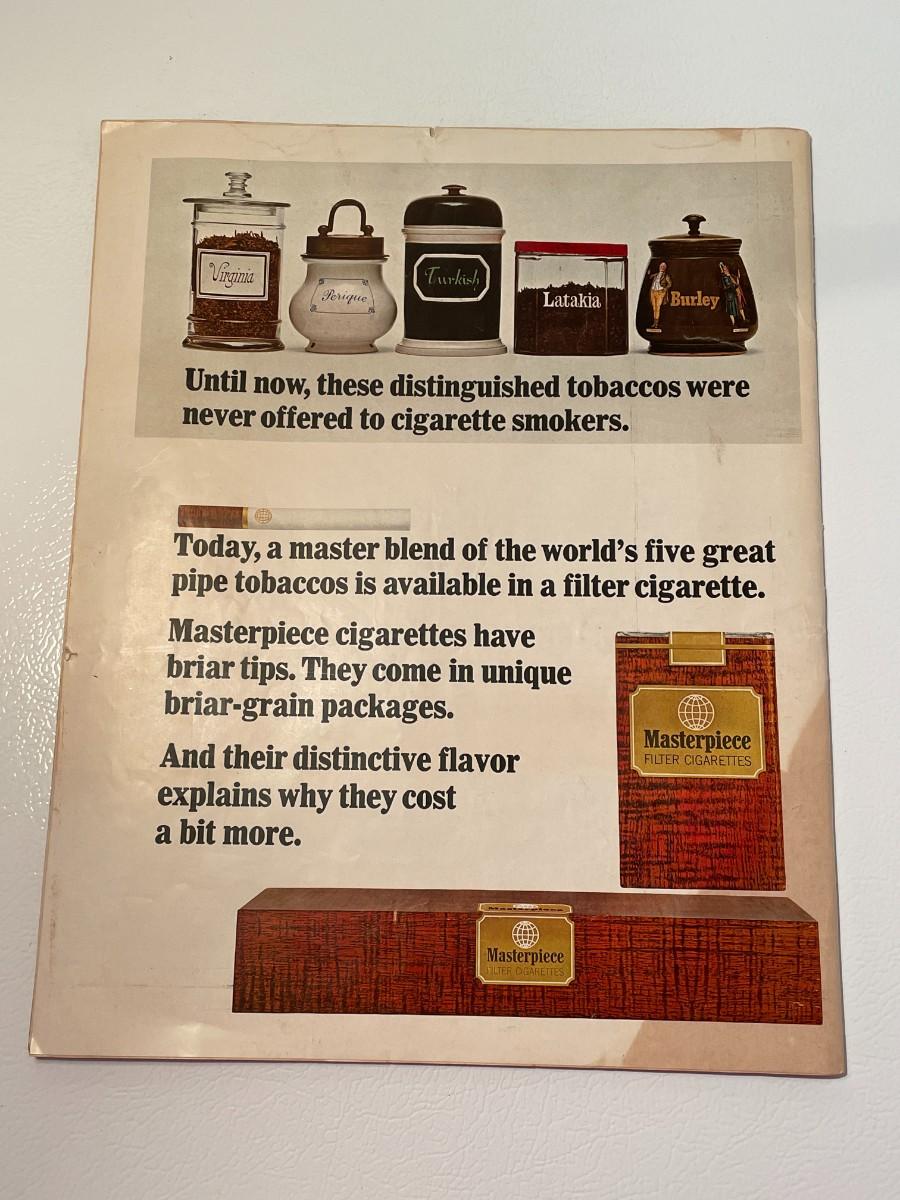 Virginia
Perique
Turkish
Latakia
Burley
Until now, these distinguished tobaccos were
never offered to cigarette smokers.
Today, a master blend of the world's five great
pipe tobaccos is available in a filter cigarette.
Masterpiece cigarettes have
briar tips. They come in unique
briar-grain packages.
And their distinctive flavor
explains why they cost
a bit more.
Masterpiece
FILTER CIGARETTES
Masterpiece
Masterpiece
FILTER CIGARETTES